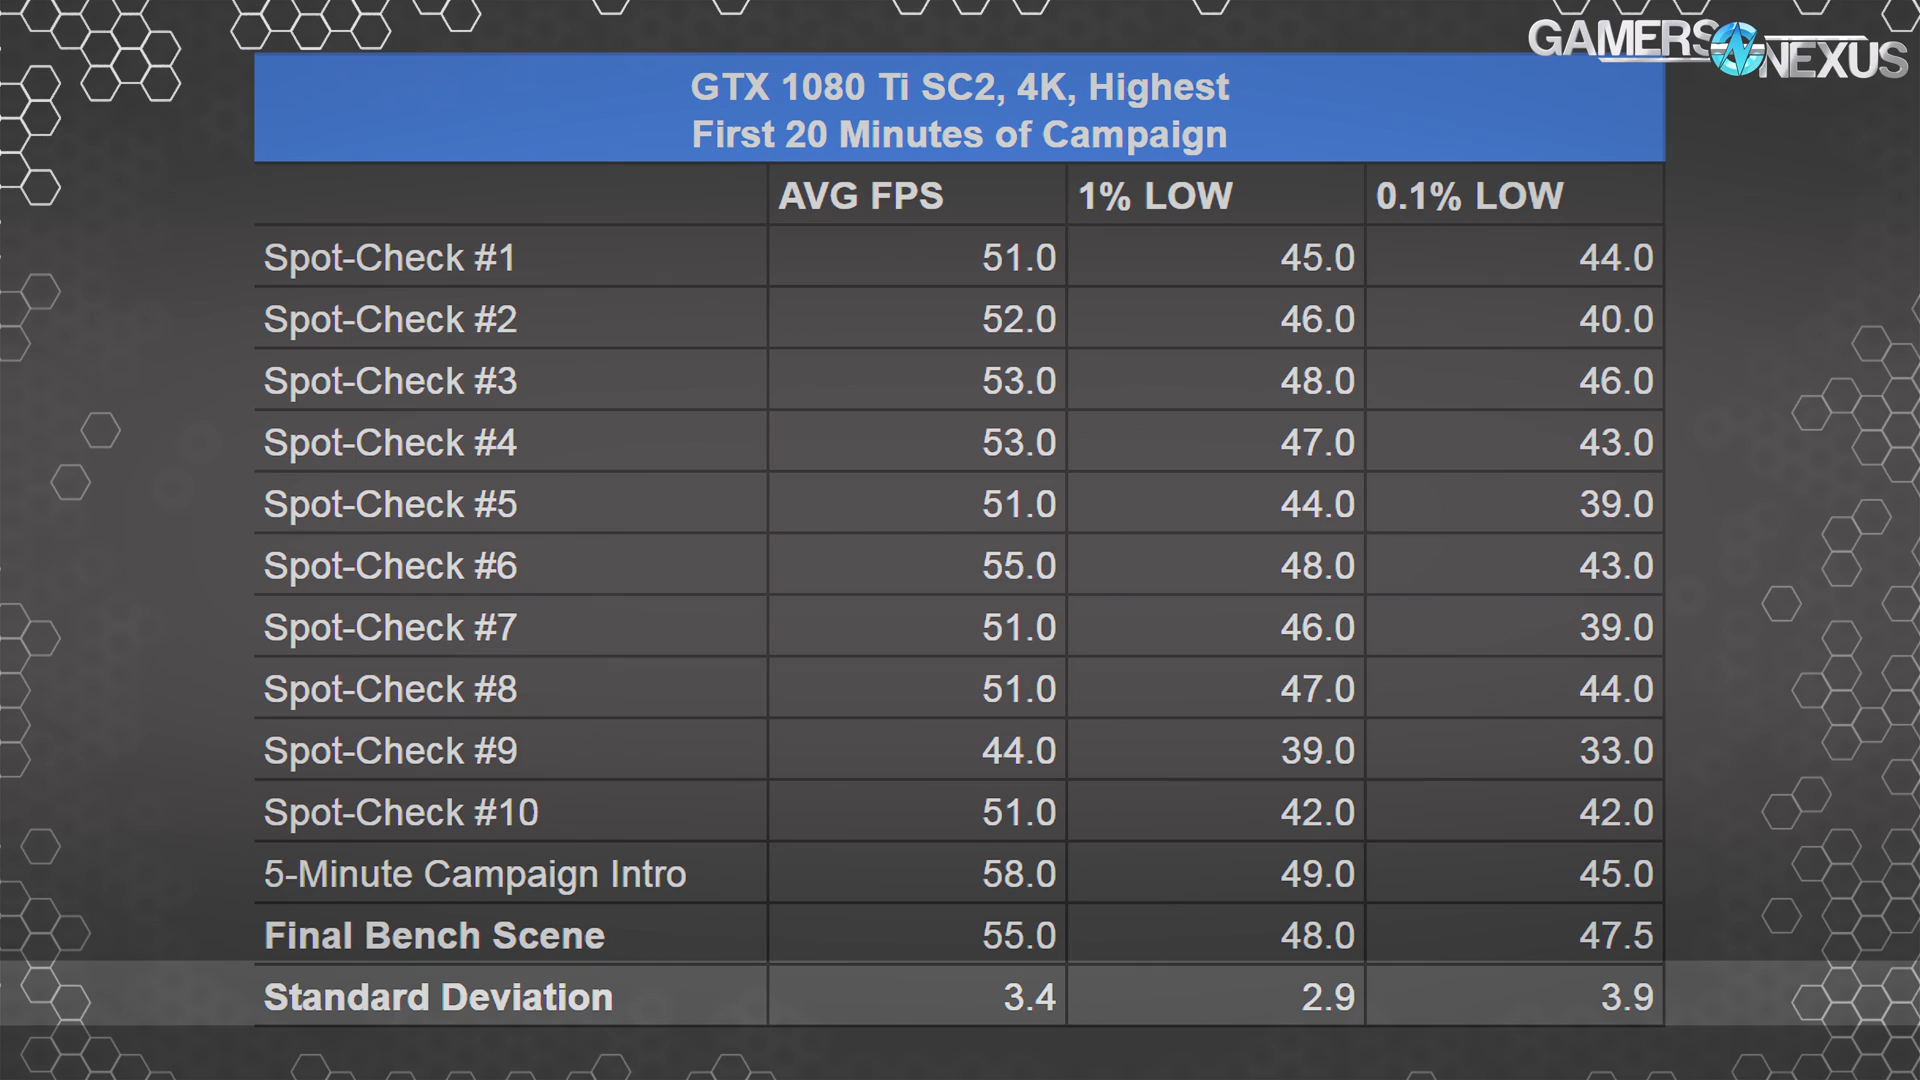 GAMERS NEXUS
GTX 1080 Ti SC2, 4K, Highest
First 20 Minutes of Campaign
AVG FPS 1% LOW 0.1% LOW
Spot-Check #1 51.0 45.0 44.0
Spot-Check #2 52.0 46.0 40.0
Spot-Check #3 53.0 48.0 46.0
Spot-Check #4 53.0 47.0 43.0
Spot-Check #5 51.0 44.0 39.0
Spot-Check #6 55.0 48.0 43.0
Spot-Check #7 51.0 46.0 39.0
Spot-Check #8 51.0 47.0 44.0
Spot-Check #9 44.0 39.0 33.0
Spot-Check #10 51.0 42.0 42.0
5-Minute Campaign Intro 58.0 49.0 45.0
Final Bench Scene 55.0 48.0 47.5
Standard Deviation 3.4 2.9 3.9